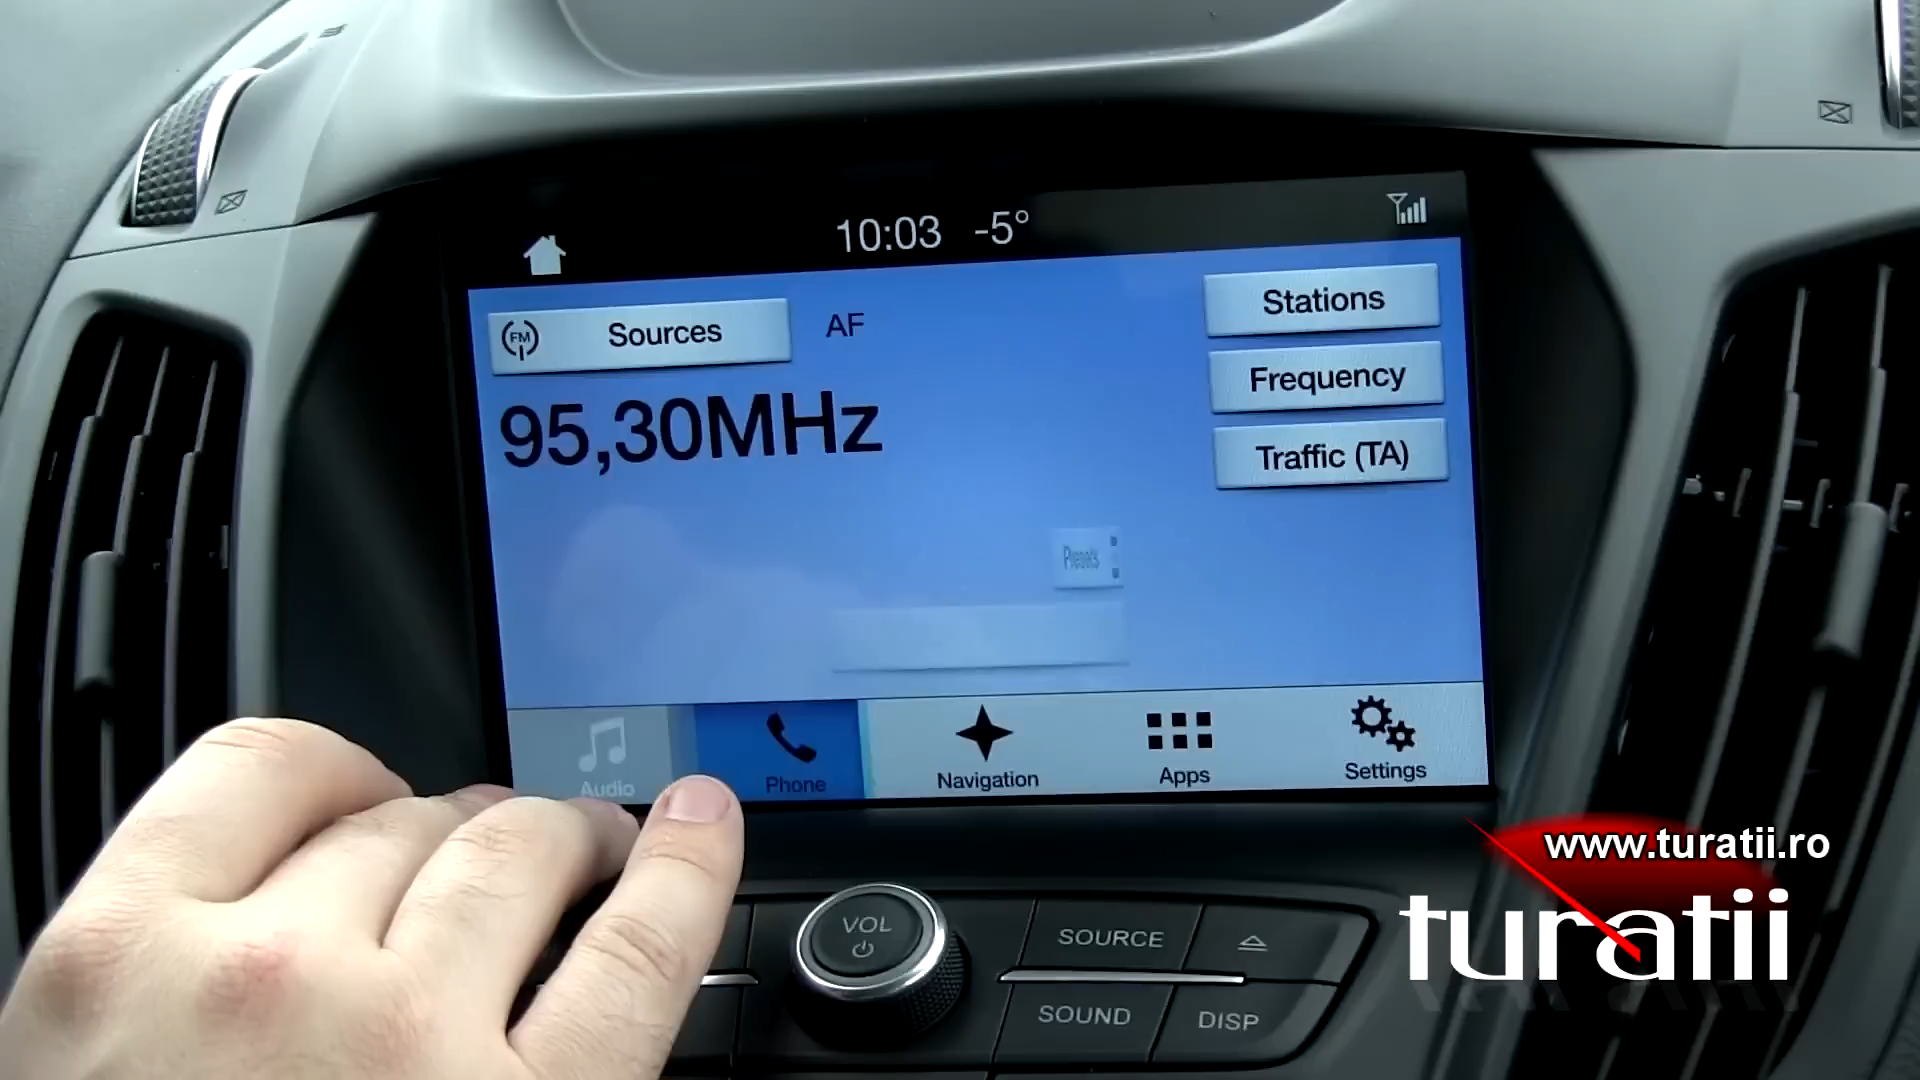 10:03 -5°
FM Sources AF
Stations
95,30MHz
Frequency
Traffic (TA)
Audio
Phone
Navigation
Apps
Settings
www.turatii.ro
turatii
VOL
SOURCE
SOUND
DISP